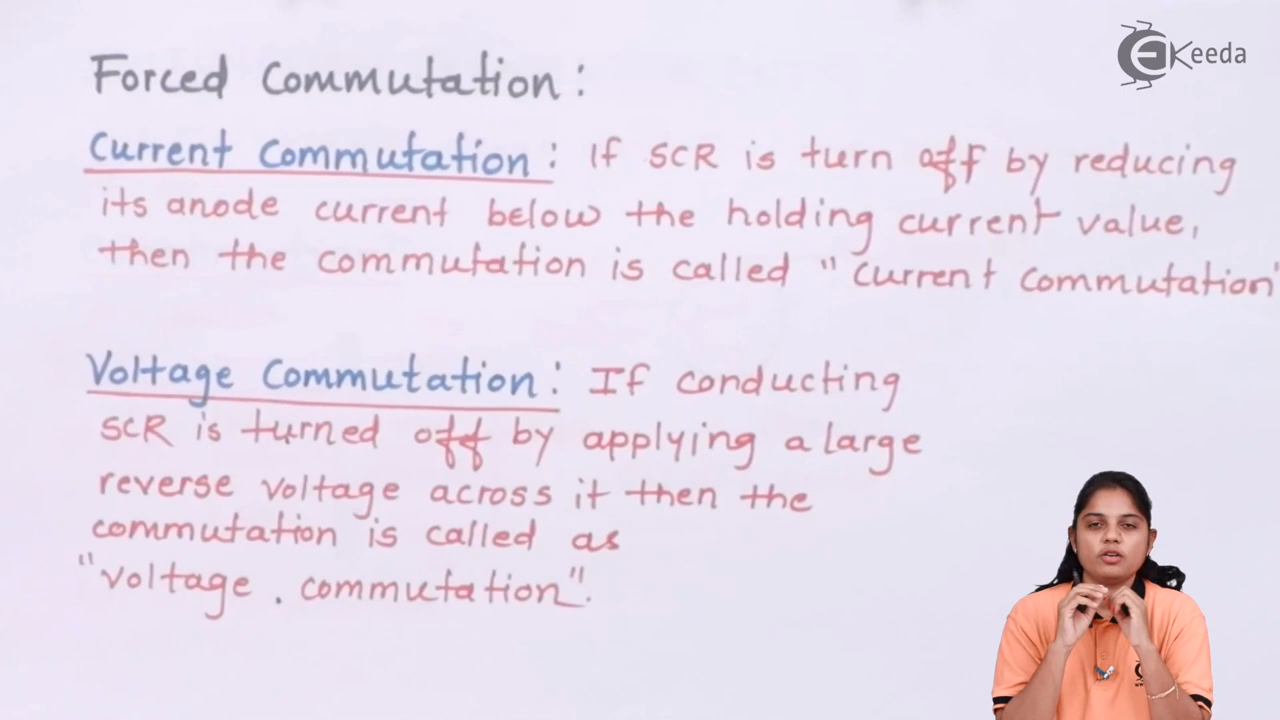 Forced Commutation:
EKeeda
Current Commutation: If SCR is turn off by reducing
its anode current below the holding current value,
then the commutation is called "Current commutation"
Voltage Commutation: If conducting
SCR is turned off by applying a large
reverse voltage across it then the
commutation is called as
"voltage . commutation".